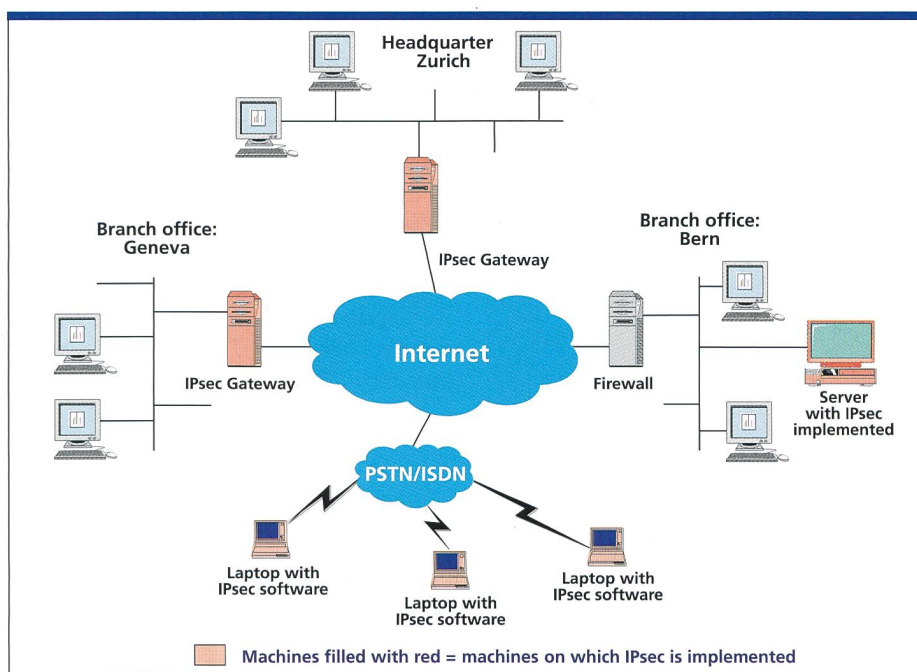 Headquarter
Zurich
IPsec Gateway
Branch office:
Geneva
IPsec Gateway
Branch office:
Bern
Internet
Firewall
Server
with IPsec
implemented
PSTN/ISDN
Laptop with
IPsec software
Laptop with
IPsec software
Laptop with
IPsec software
Machines filled with red = machines on which IPsec is implemented